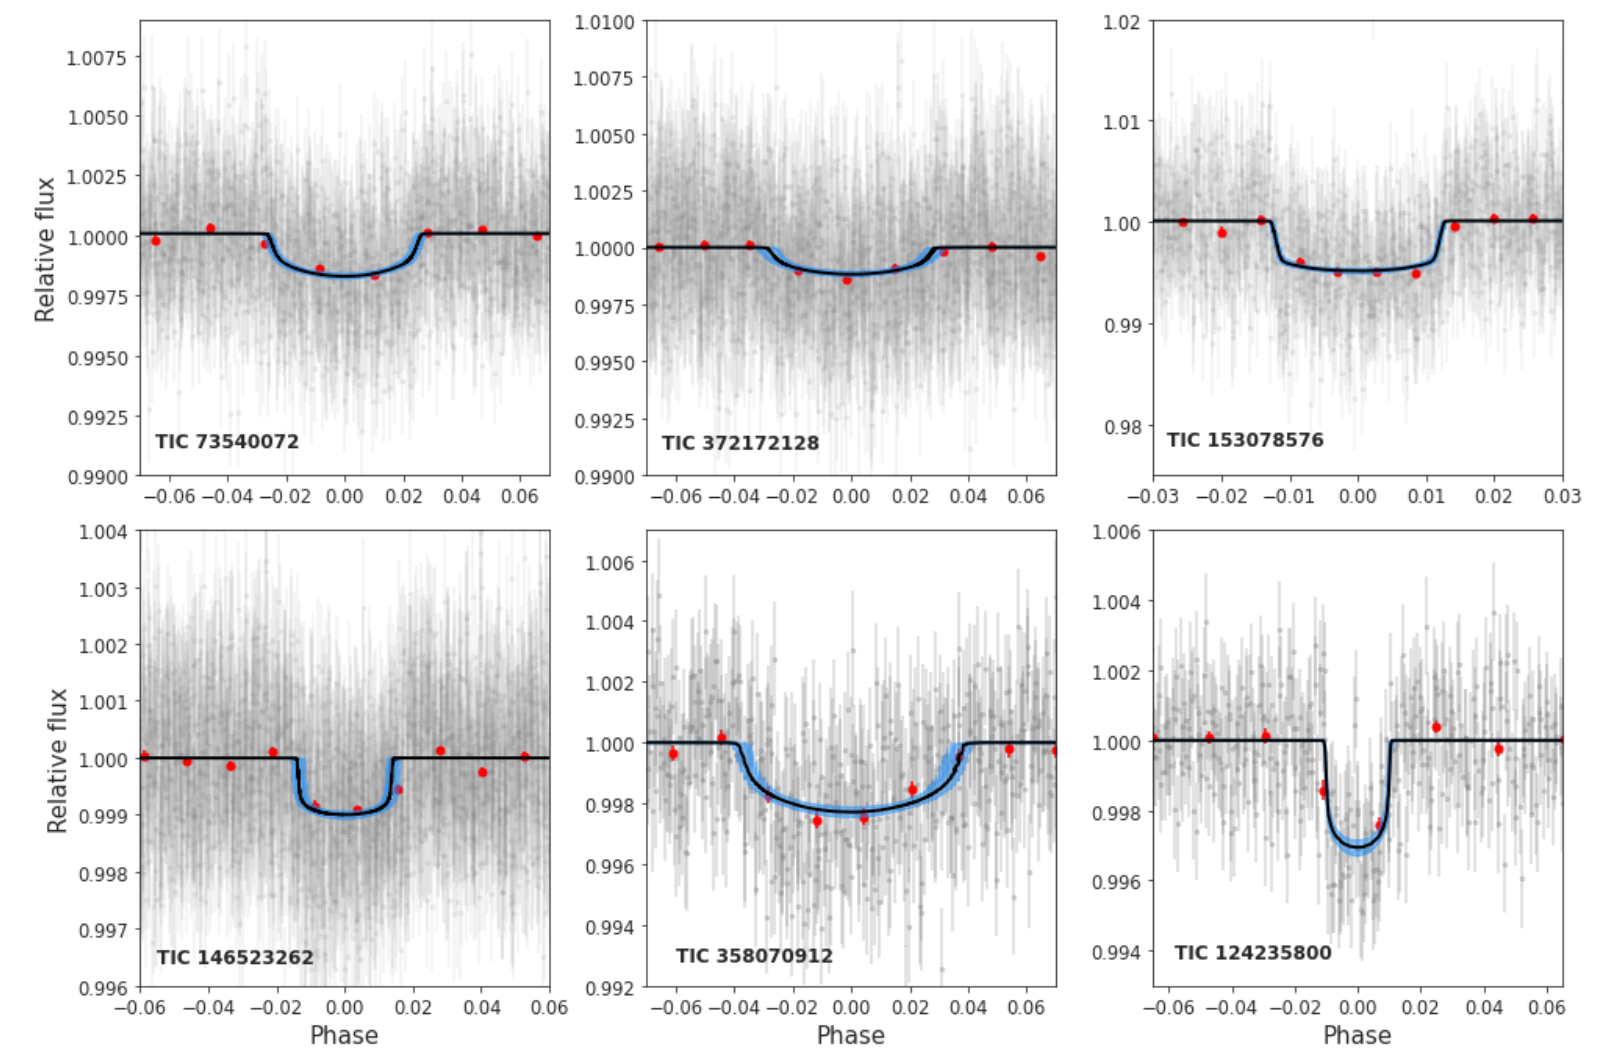 Relative flux
1.0075
1.0050
1.0025
1.0000
0.9975
0.9950
0.9925
0.9900
TIC 73540072
−0.06 −0.04 −0.02 0.00 0.02 0.04 0.06
1.0100
1.0075
1.0050
1.0025
1.0000
0.9975
0.9950
0.9925
0.9900
TIC 372172128
−0.06 −0.04 −0.02 0.00 0.02 0.04 0.06
1.02
1.01
1.00
0.99
0.98
TIC 153078576
−0.03 −0.02 −0.01 0.00 0.01 0.02 0.03
Relative flux
1.004
1.003
1.002
1.001
1.000
0.999
0.998
0.997
0.996
TIC 146523262
−0.06 −0.04 −0.02 0.00 0.02 0.04 0.06
Phase
1.006
1.004
1.002
1.000
0.998
0.996
0.994
0.992
TIC 358070912
−0.06 −0.04 −0.02 0.00 0.02 0.04 0.06
Phase
1.006
1.004
1.002
1.000
0.998
0.996
0.994
TIC 124235800
−0.06 −0.04 −0.02 0.00 0.02 0.04 0.06
Phase